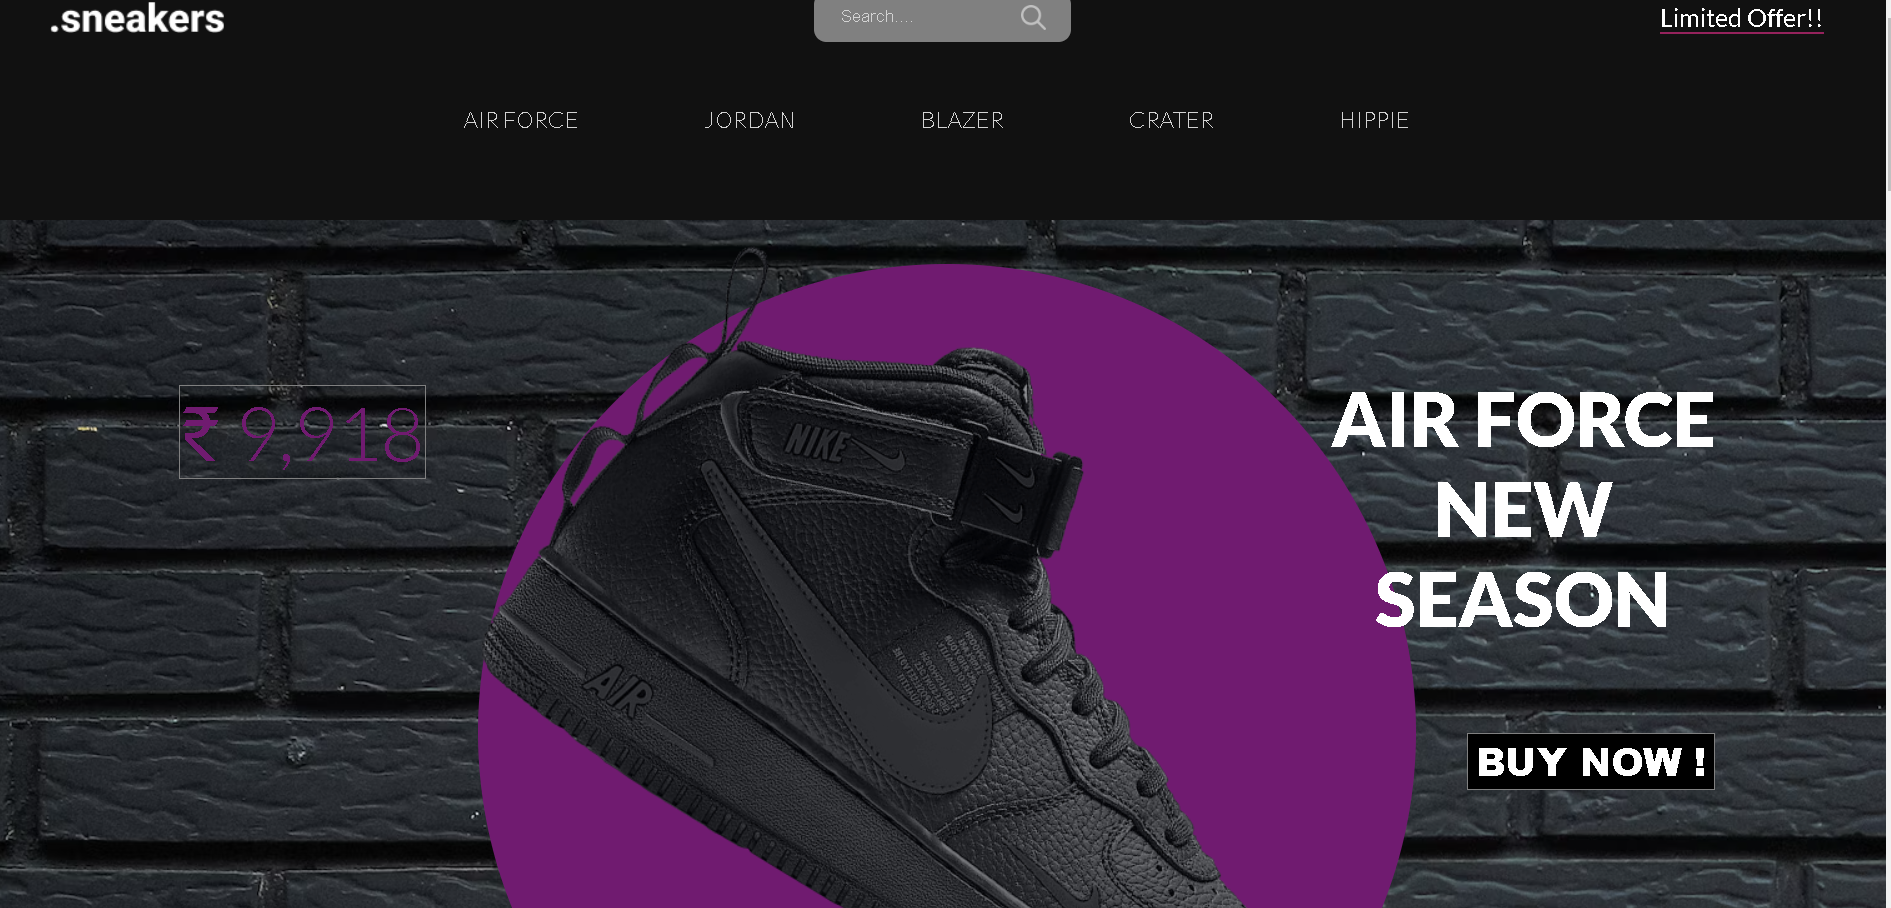 .sneakers
Search....
Limited Offer!!
AIR FORCE
JORDAN
BLAZER
CRATER
HIPPIE
₹ 9,918
NIKE
AIR
AIR FORCE
NEW
SEASON
BUY NOW !